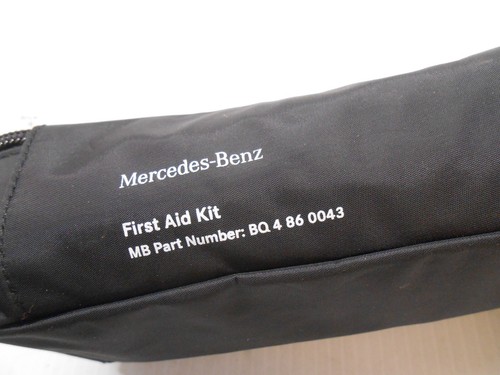 Mercedes-Benz
First Aid Kit
MB Part Number: BQ 4 86 0043